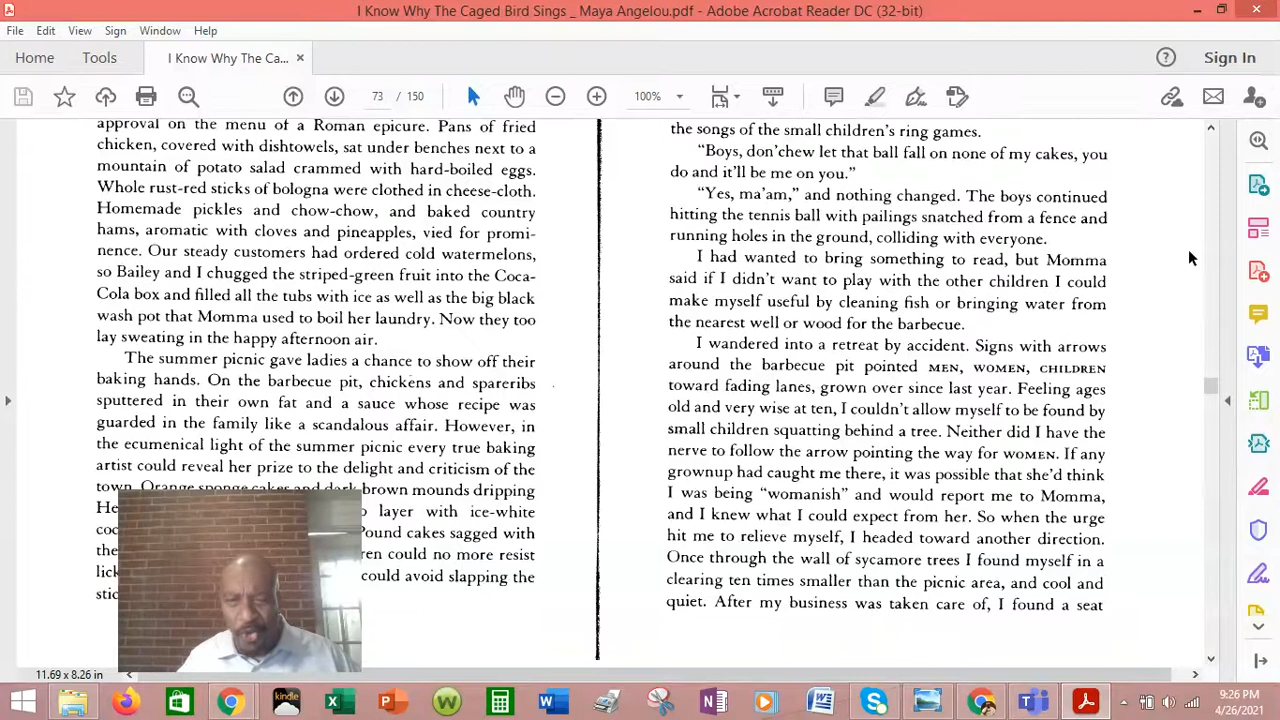 I Know Why The Caged Bird Sings _ Maya Angelou.pdf - Adobe Acrobat Reader DC (32-bit)
File Edit View Sign Window Help
Home Tools I Know Why The Ca... × Sign In
73 / 150 100%
approval on the menu of a Roman epicure. Pans of fried
chicken, covered with dishtowels, sat under benches next to a
mountain of potato salad crammed with hard-boiled eggs.
Whole rust-red sticks of bologna were clothed in cheese-cloth.
Homemade pickles and chow-chow, and baked country
hams, aromatic with cloves and pineapples, vied for promi-
nence. Our steady customers had ordered cold watermelons,
so Bailey and I chugged the striped-green fruit into the Coca-
Cola box and filled all the tubs with ice as well as the big black
wash pot that Momma used to boil her laundry. Now they too
lay sweating in the happy afternoon air.
The summer picnic gave ladies a chance to show off their
baking hands. On the barbecue pit, chickens and spareribs
sputtered in their own fat and a sauce whose recipe was
guarded in the family like a scandalous affair. However, in
the ecumenical light of the summer picnic every true baking
artist could reveal her prize to the delight and criticism of the
town. Orange sponge cakes and dark brown mounds dripping
He layer with ice-white
coo Pound cakes sagged with
the ren could no more resist
lick could avoid slapping the
stic
the songs of the small children's ring games.
"Boys, don'chew let that ball fall on none of my cakes, you
do and it'll be me on you."
"Yes, ma'am," and nothing changed. The boys continued
hitting the tennis ball with pailings snatched from a fence and
running holes in the ground, colliding with everyone.
I had wanted to bring something to read, but Momma
said if I didn't want to play with the other children I could
make myself useful by cleaning fish or bringing water from
the nearest well or wood for the barbecue.
I wandered into a retreat by accident. Signs with arrows
around the barbecue pit pointed MEN, WOMEN, CHILDREN
toward fading lanes, grown over since last year. Feeling ages
old and very wise at ten, I couldn't allow myself to be found by
small children squatting behind a tree. Neither did I have the
nerve to follow the arrow pointing the way for WOMEN. If any
grownup had caught me there, it was possible that she'd think
I was being "womanish" and would report me to Momma,
and I knew what I could expect from her. So when the urge
hit me to relieve myself, I headed toward another direction.
Once through the wall of sycamore trees I found myself in a
clearing ten times smaller than the picnic area, and cool and
quiet. After my business was taken care of, I found a seat
11.69 x 8.26 in
kindle
9:26 PM
4/26/2021